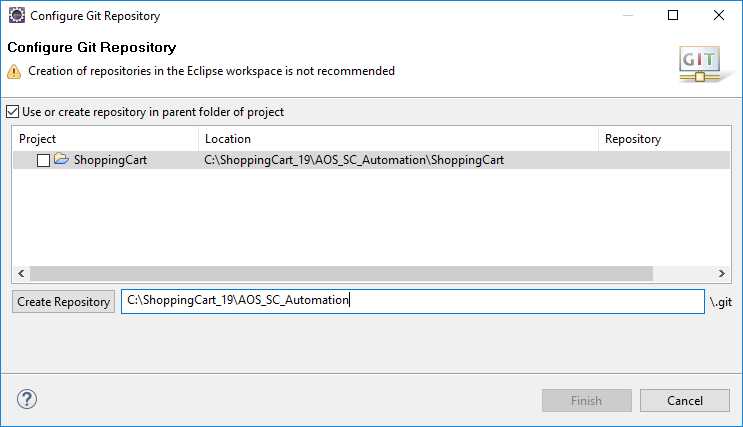 Configure Git Repository
Configure Git Repository
Creation of repositories in the Eclipse workspace is not recommended
GIT
Use or create repository in parent folder of project
Project Location Repository
ShoppingCart C:\ShoppingCart_19\AOS_SC_Automation\ShoppingCart
Create Repository C:\ShoppingCart_19\AOS_SC_Automation \.git
? Finish Cancel